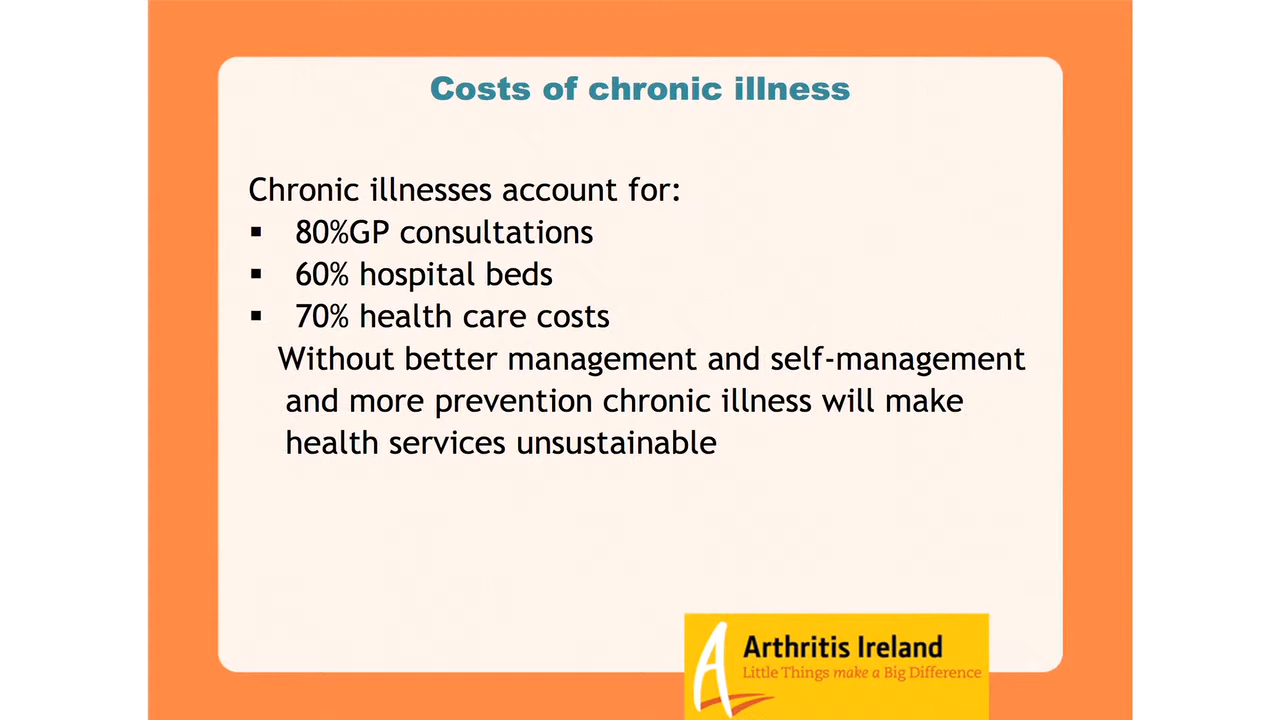 Costs of chronic illness
Chronic illnesses account for:
▪ 80%GP consultations
▪ 60% hospital beds
▪ 70% health care costs
Without better management and self-management
and more prevention chronic illness will make
health services unsustainable
Arthritis Ireland
Little Things make a Big Difference